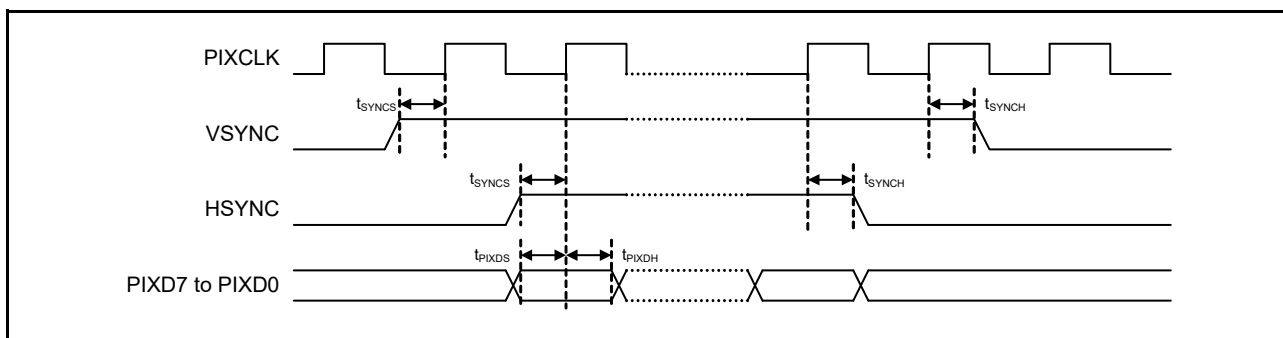 PIXCLK
tSYNCS tSYNCH
VSYNC
tSYNCS tSYNCH
HSYNC
tPIXDS tPIXDH
PIXD7 to PIXD0